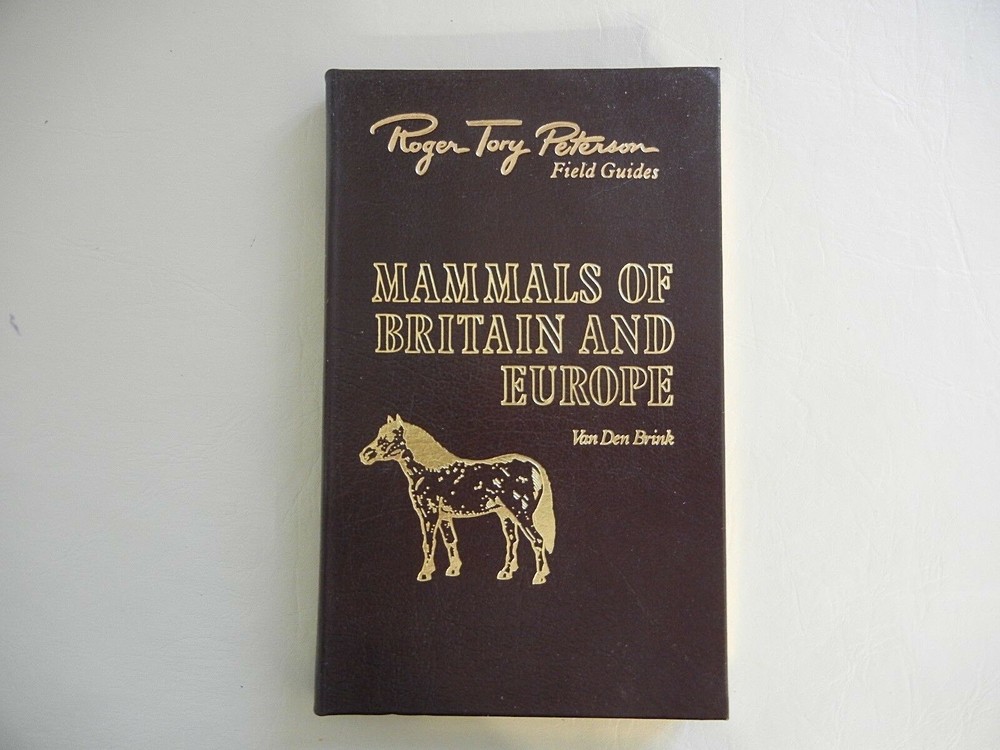 Roger Tory Peterson
Field Guides
MAMMALS OF
BRITAIN AND
EUROPE
Van Den Brink